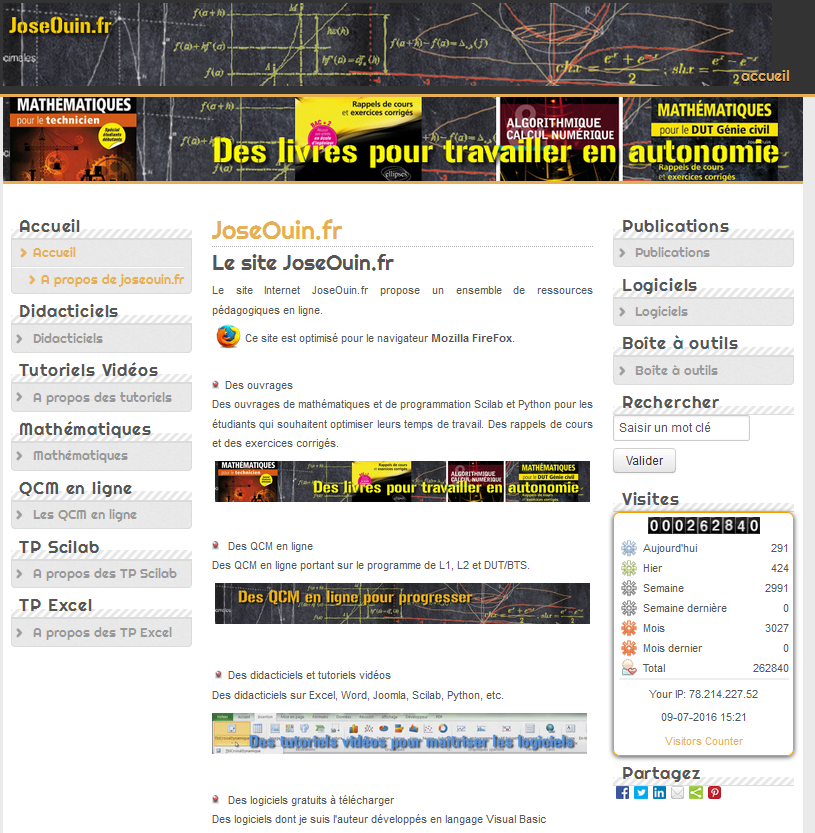 JoseOuin.fr
accueil
MATHÉMATIQUES
pour le technicien
Rappels de cours
et exercices corrigés
ALGORITHMIQUE
CALCUL NUMÉRIQUE
MATHÉMATIQUES
pour le DUT Génie civil
Rappels de cours
et exercices corrigés
ellipses
Des livres pour travailler en autonomie
Accueil
Accueil
A propos de joseouin.fr
Didacticiels
Didacticiels
Tutoriels Vidéos
A propos des tutoriels
Mathématiques
Mathématiques
QCM en ligne
Les QCM en ligne
TP Scilab
A propos des TP Scilab
TP Excel
A propos des TP Excel
JoseOuin.fr
Le site JoseOuin.fr
Le site Internet JoseOuin.fr propose un ensemble de ressources
pédagogiques en ligne.
Ce site est optimisé pour le navigateur Mozilla FireFox.
Des ouvrages
Des ouvrages de mathématiques et de programmation Scilab et Python pour les
étudiants qui souhaitent optimiser leurs temps de travail. Des rappels de cours
et des exercices corrigés.
Des livres pour travailler en autonomie
Des QCM en ligne
Des QCM en ligne portant sur le programme de L1, L2 et DUT/BTS.
Des QCM en ligne pour progresser
Des didacticiels et tutoriels vidéos
Des didacticiels sur Excel, Word, Joomla, Scilab, Python, etc.
Des tutoriels vidéos pour maîtriser les logiciels
Des logiciels gratuits à télécharger
Des logiciels dont je suis l'auteur développés en langage Visual Basic
Publications
Publications
Logiciels
Logiciels
Boîte à outils
Boîte à outils
Rechercher
Saisir un mot clé
Valider
Visites
000262840
Aujourd'hui 291
Hier 424
Semaine 2991
Semaine dernière 0
Mois 3027
Mois dernier 0
Total 262840
Your IP: 78.214.227.52
09-07-2016 15:21
Visitors Counter
Partagez